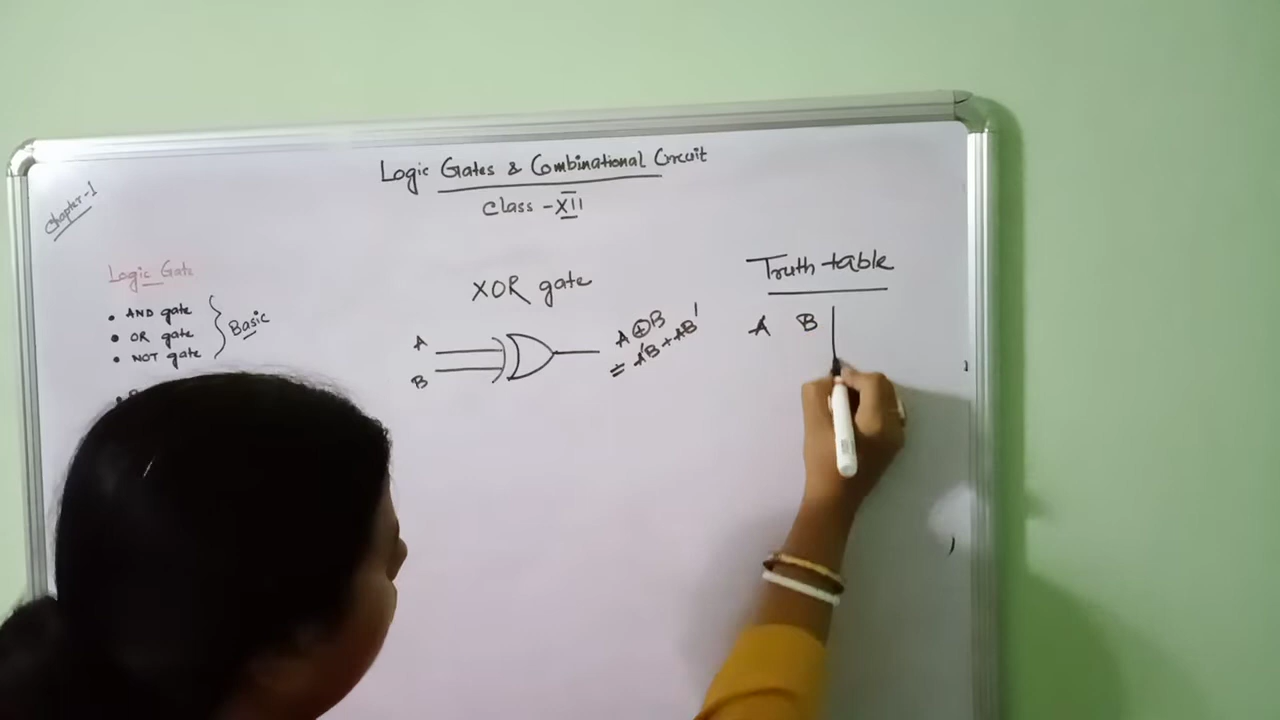 Logic Gates & Combinational Circuit
Class - XII
Chapter-1
Logic Gate
• AND gate
• OR gate
• NOT gate
Basic
XOR gate
A
B
A ⊕ B
= A'B + AB'
Truth table
A B